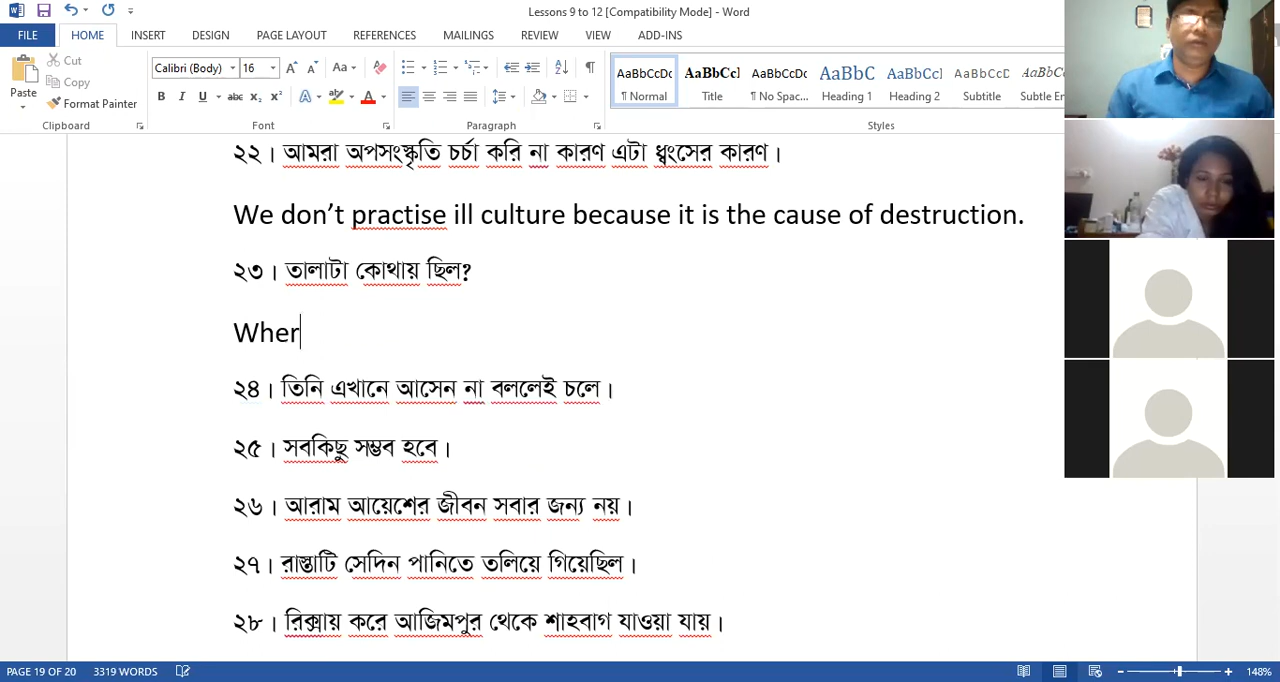 Lessons 9 to 12 [Compatibility Mode] - Word
FILE HOME INSERT DESIGN PAGE LAYOUT REFERENCES MAILINGS REVIEW VIEW ADD-INS
Paste
Cut
Copy
Format Painter
Clipboard
Calibri (Body) 16
Font
Paragraph
AaBbCcDc AaBbCcI AaBbCcDc AaBbC AaBbCcI AaBbCcD AaBbCcD
¶ Normal Title ¶ No Spac... Heading 1 Heading 2 Subtitle Subtle Em
Styles
২২। আমরা অপসংস্কৃতি চর্চা করি না কারণ এটা ধ্বংসের কারণ।
We don’t practise ill culture because it is the cause of destruction.
২৩। তালাটা কোথায় ছিল?
Wher
২৪। তিনি এখানে আসেন না বললেই চলে।
২৫। সবকিছু সম্ভব হবে।
২৬। আরাম আয়েশের জীবন সবার জন্য নয়।
২৭। রাস্তাটি সেদিন পানিতে তলিয়ে গিয়েছিল।
২৮। রিক্সায় করে আজিমপুর থেকে শাহবাগ যাওয়া যায়।
PAGE 19 OF 20 3319 WORDS 148%